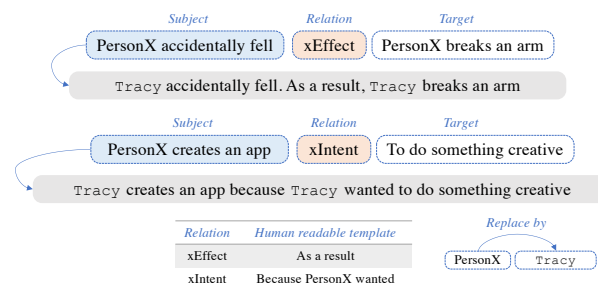 Subject Relation Target
PersonX accidentally fell xEffect PersonX breaks an arm
Tracy accidentally fell. As a result, Tracy breaks an arm
Subject Relation Target
PersonX creates an app xIntent To do something creative
Tracy creates an app because Tracy wanted to do something creative
Relation Human readable template
xEffect As a result
xIntent Because PersonX wanted
Replace by
PersonX Tracy